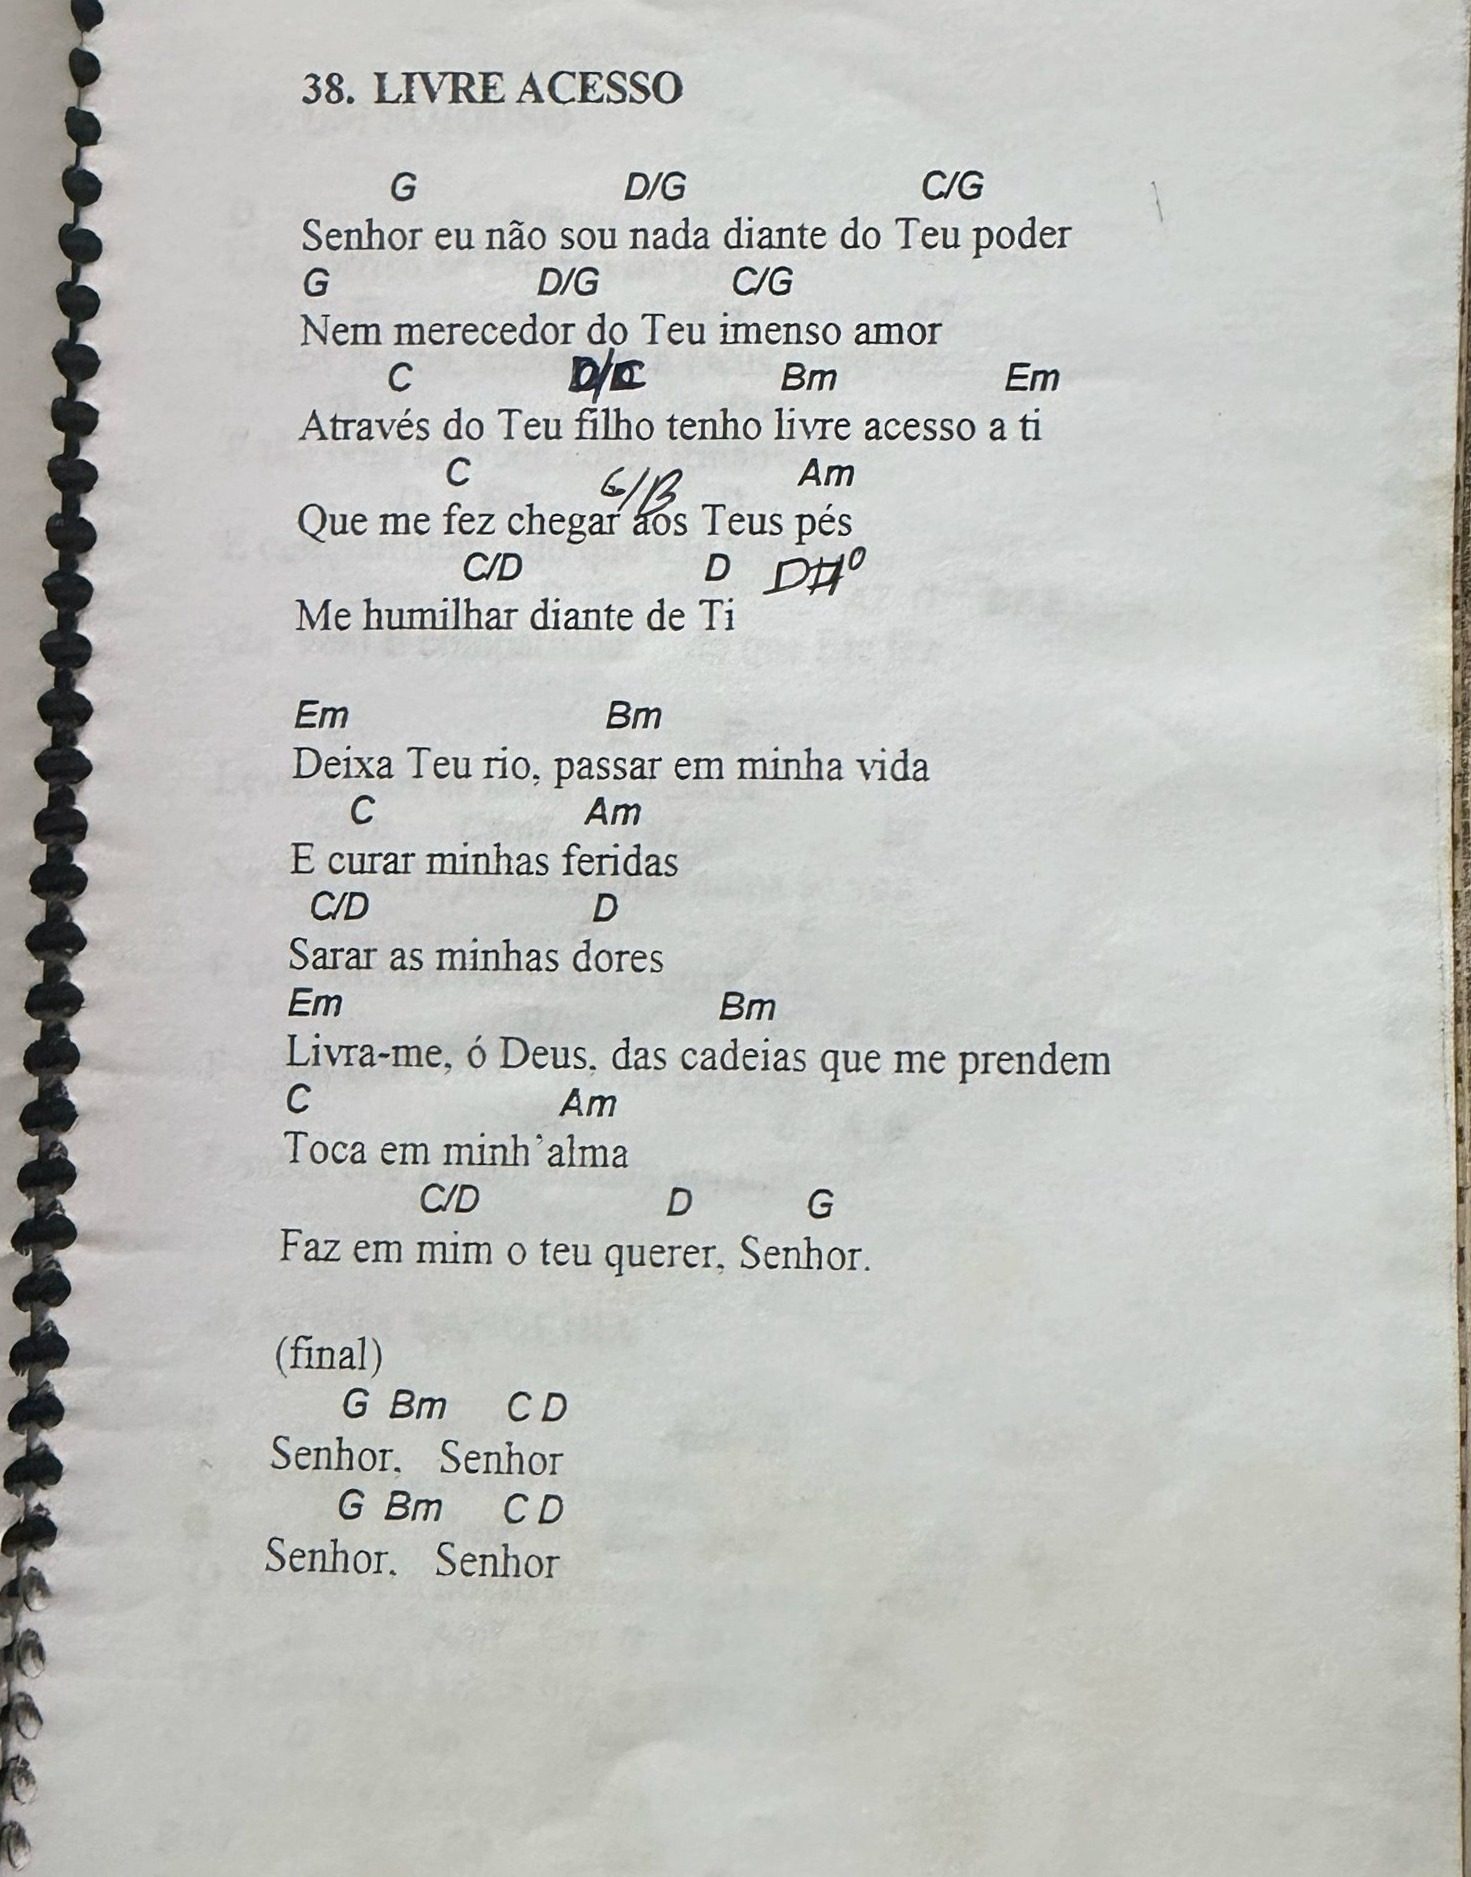 38. LIVRE ACESSO
G D/G C/G
Senhor eu não sou nada diante do Teu poder
G D/G C/G
Nem merecedor do Teu imenso amor
C D/C Bm Em
Através do Teu filho tenho livre acesso a ti
C G/B Am
Que me fez chegar aos Teus pés
C/D D D#º
Me humilhar diante de Ti
Em Bm
Deixa Teu rio, passar em minha vida
C Am
E curar minhas feridas
C/D D
Sarar as minhas dores
Em Bm
Livra-me, ó Deus, das cadeias que me prendem
C Am
Toca em minh'alma
C/D D G
Faz em mim o teu querer, Senhor.
(final)
G Bm C D
Senhor, Senhor
G Bm C D
Senhor, Senhor